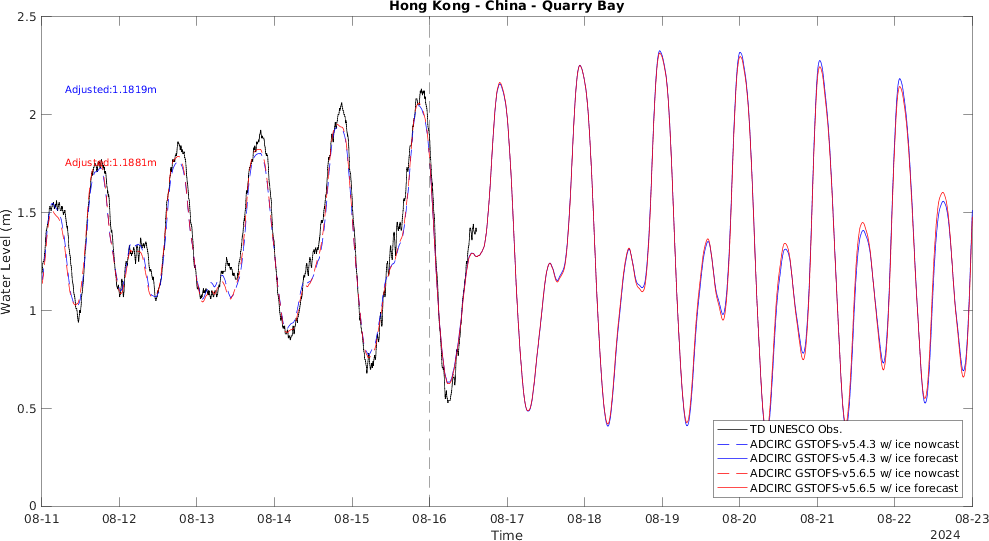 Hong Kong - China - Quarry Bay
2.5
2
1.5
1
0.5
0
Water Level (m)
Adjusted:1.1819m
Adjusted:1.1881m
TD UNESCO Obs.
ADCIRC GSTOFS-v5.4.3 w/ ice nowcast
ADCIRC GSTOFS-v5.4.3 w/ ice forecast
ADCIRC GSTOFS-v5.6.5 w/ ice nowcast
ADCIRC GSTOFS-v5.6.5 w/ ice forecast
08-11 08-12 08-13 08-14 08-15 08-16 08-17 08-18 08-19 08-20 08-21 08-22 08-23
Time
2024